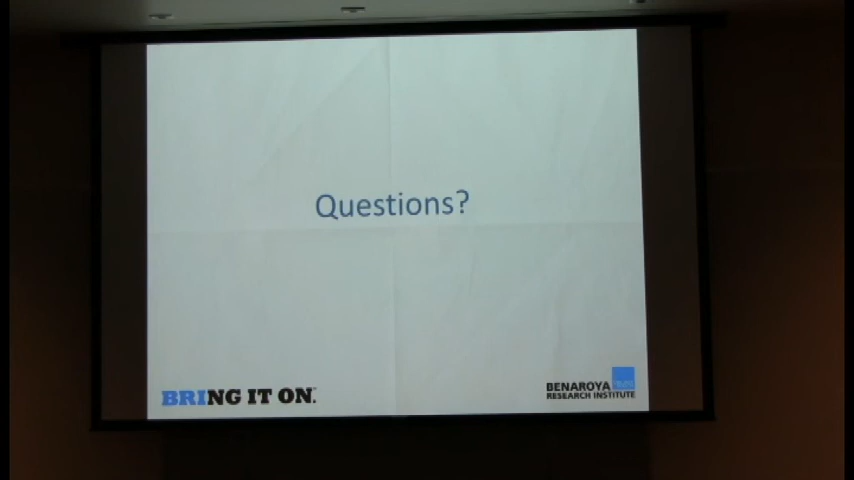 Questions?
BRING IT ON.
BENAROYA
RESEARCH INSTITUTE